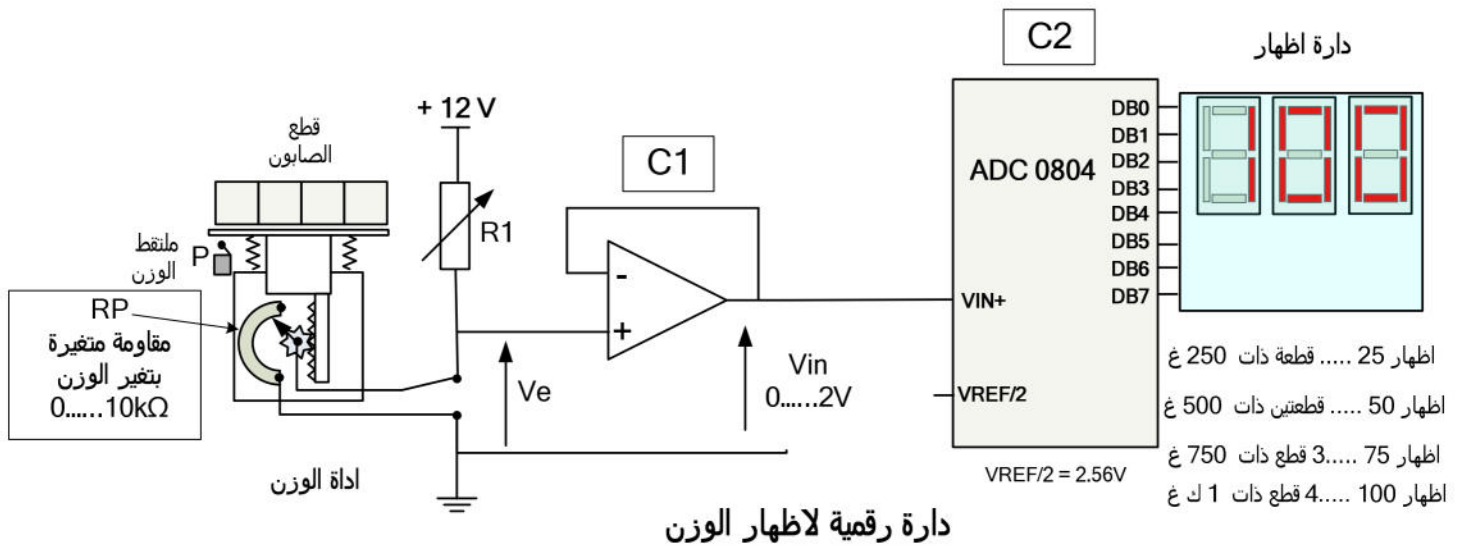 C2
دارة اظهار
+ 12 V
قطع
الصابون
C1
R1
ملتقط
الوزن
P
RP
مقاومة متغيرة
بتغير الوزن
0......10kΩ
اداة الوزن
-
+
Ve
Vin
0......2V
ADC 0804
VIN+
VREF/2
DB0
DB1
DB2
DB3
DB4
DB5
DB6
DB7
100
VREF/2 = 2.56V
اظهار 25 ..... قطعة ذات 250 غ
اظهار 50 ..... قطعتين ذات 500 غ
اظهار 75 .....3 قطع ذات 750 غ
اظهار 100 .....4 قطع ذات 1 ك غ
دارة رقمية لاظهار الوزن